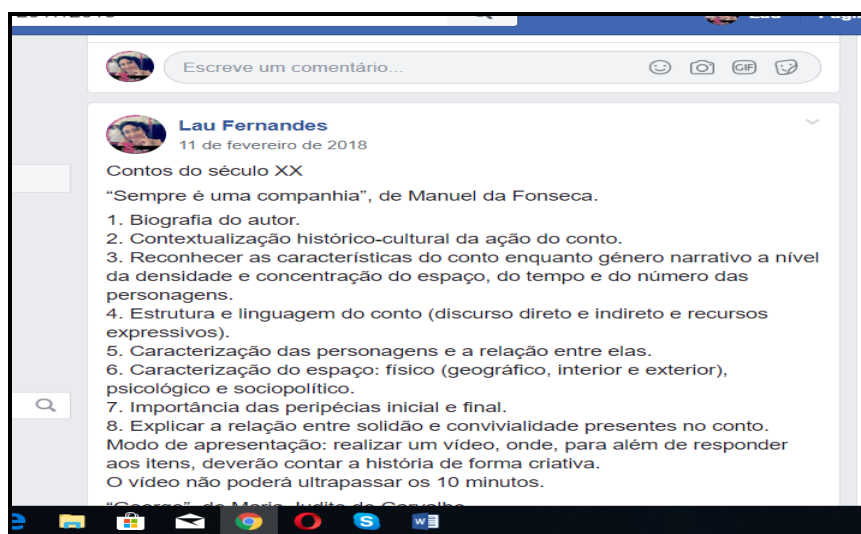 Escreve um comentário...
GIF
Lau Fernandes
11 de fevereiro de 2018
Contos do século XX
“Sempre é uma companhia”, de Manuel da Fonseca.
1. Biografia do autor.
2. Contextualização histórico-cultural da ação do conto.
3. Reconhecer as características do conto enquanto género narrativo a nível
da densidade e concentração do espaço, do tempo e do número das
personagens.
4. Estrutura e linguagem do conto (discurso direto e indireto e recursos
expressivos).
5. Caracterização das personagens e a relação entre elas.
6. Caracterização do espaço: físico (geográfico, interior e exterior),
psicológico e sociopolítico.
7. Importância das peripécias inicial e final.
8. Explicar a relação entre solidão e convivialidade presentes no conto.
Modo de apresentação: realizar um vídeo, onde, para além de responder
aos itens, deverão contar a história de forma criativa.
O vídeo não poderá ultrapassar os 10 minutos.